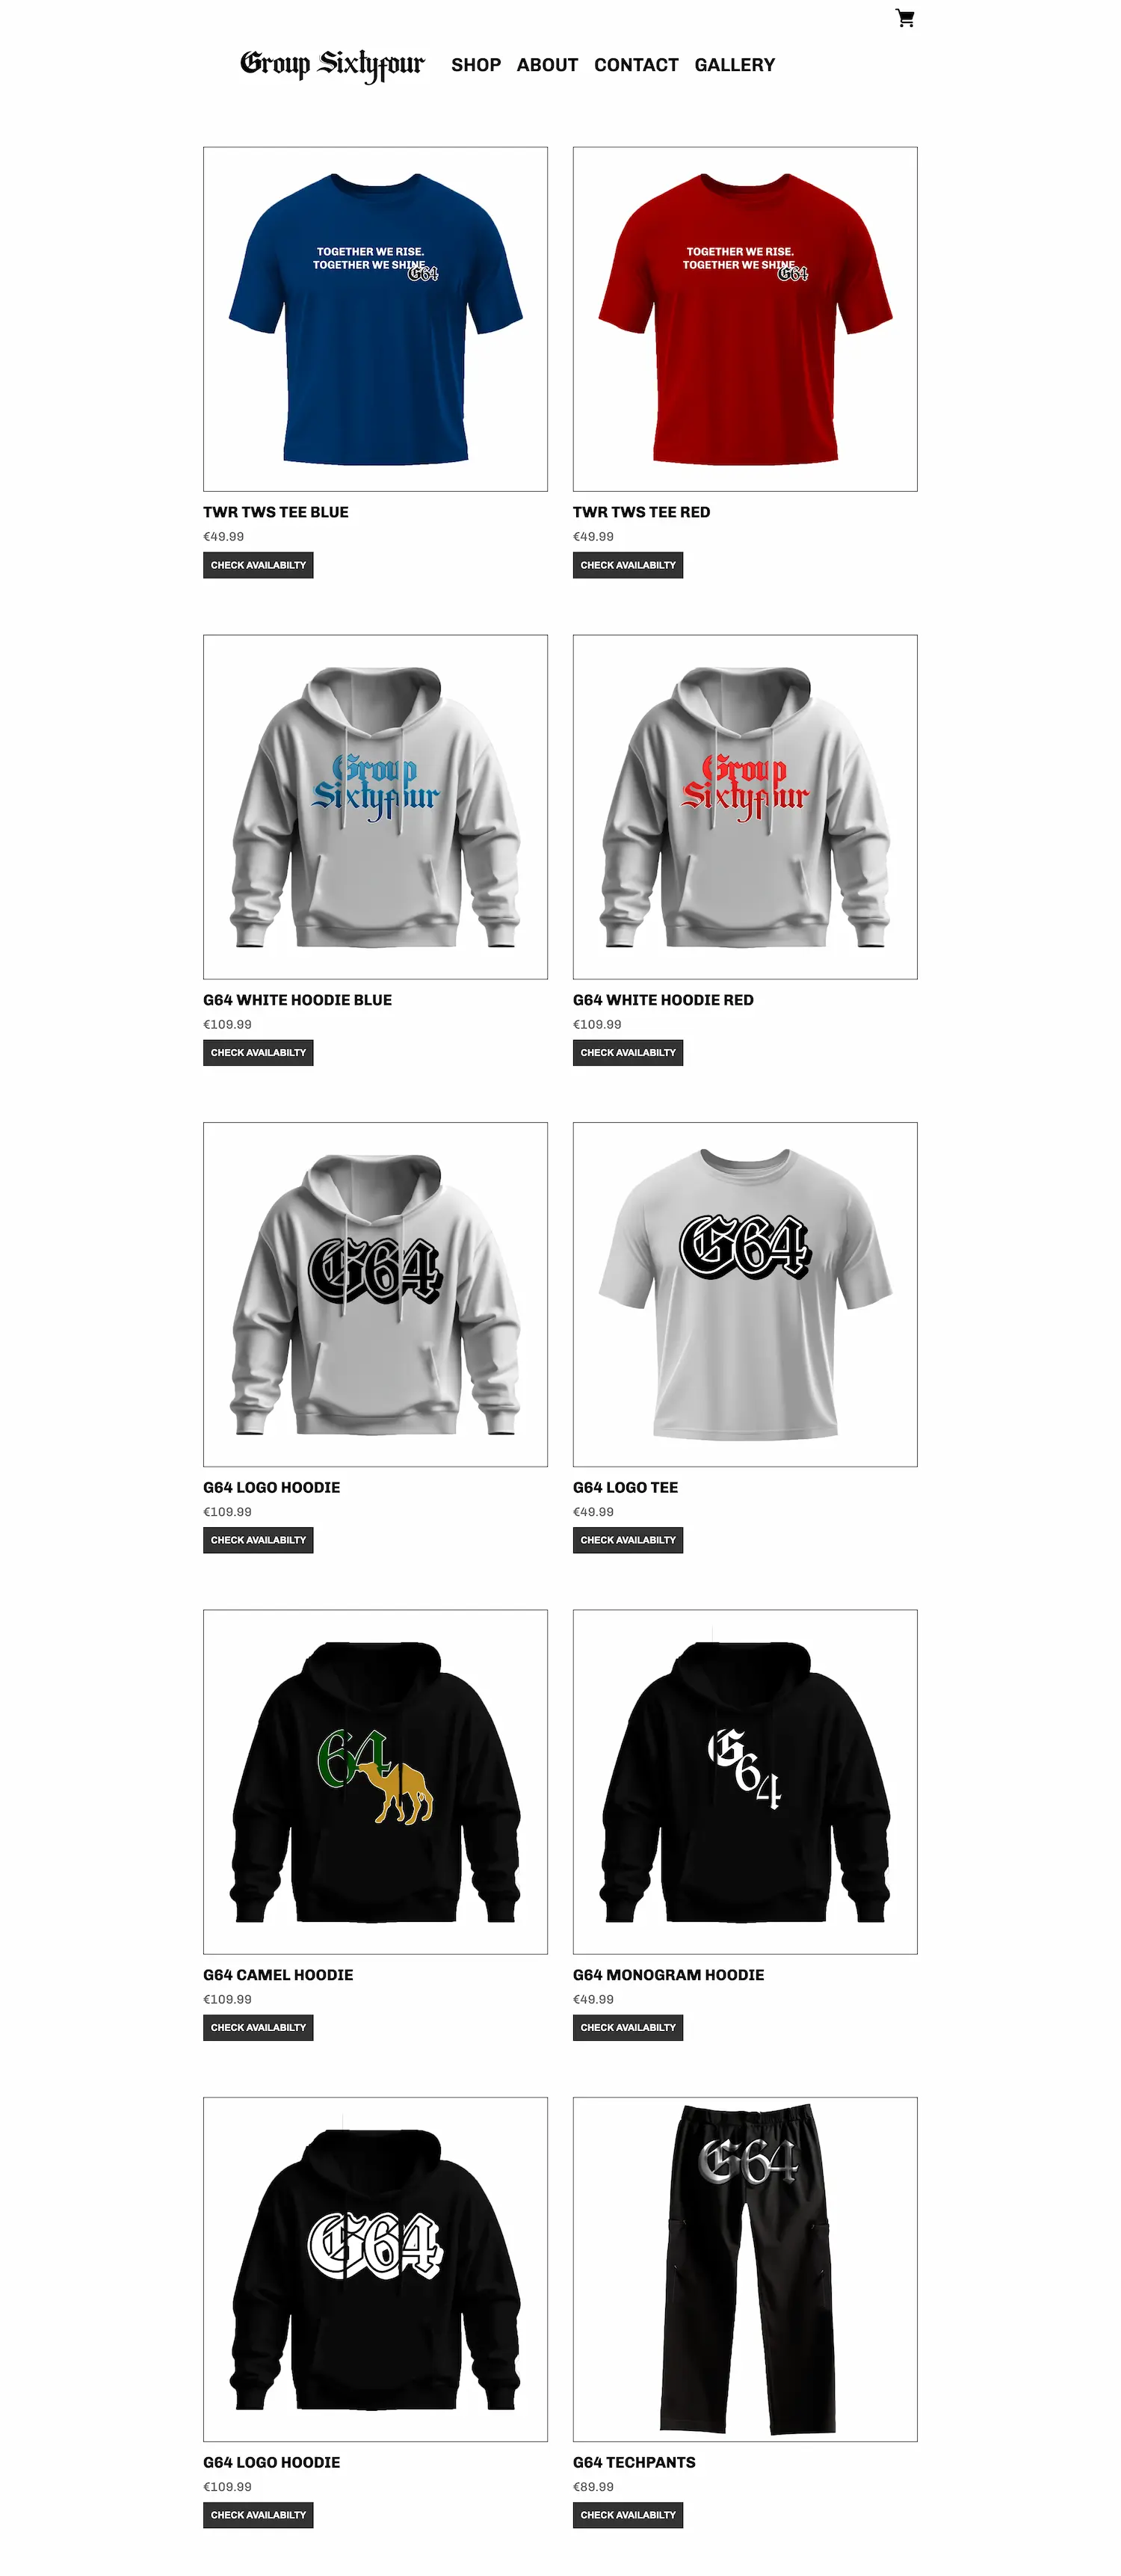 Group Sixtyfour SHOP ABOUT CONTACT GALLERY
TOGETHER WE RISE.
TOGETHER WE SHINE
G64
TOGETHER WE RISE.
TOGETHER WE SHINE
G64
TWR TWS TEE BLUE
€49.99
CHECK AVAILABILTY
TWR TWS TEE RED
€49.99
CHECK AVAILABILTY
Group
Sixtyfour
Group
Sixtyfour
G64 WHITE HOODIE BLUE
€109.99
CHECK AVAILABILTY
G64 WHITE HOODIE RED
€109.99
CHECK AVAILABILTY
G64
G64
G64 LOGO HOODIE
€109.99
CHECK AVAILABILTY
G64 LOGO TEE
€49.99
CHECK AVAILABILTY
64
G64
G64 CAMEL HOODIE
€109.99
CHECK AVAILABILTY
G64 MONOGRAM HOODIE
€49.99
CHECK AVAILABILTY
G64
G64
G64 LOGO HOODIE
€109.99
CHECK AVAILABILTY
G64 TECHPANTS
€89.99
CHECK AVAILABILTY